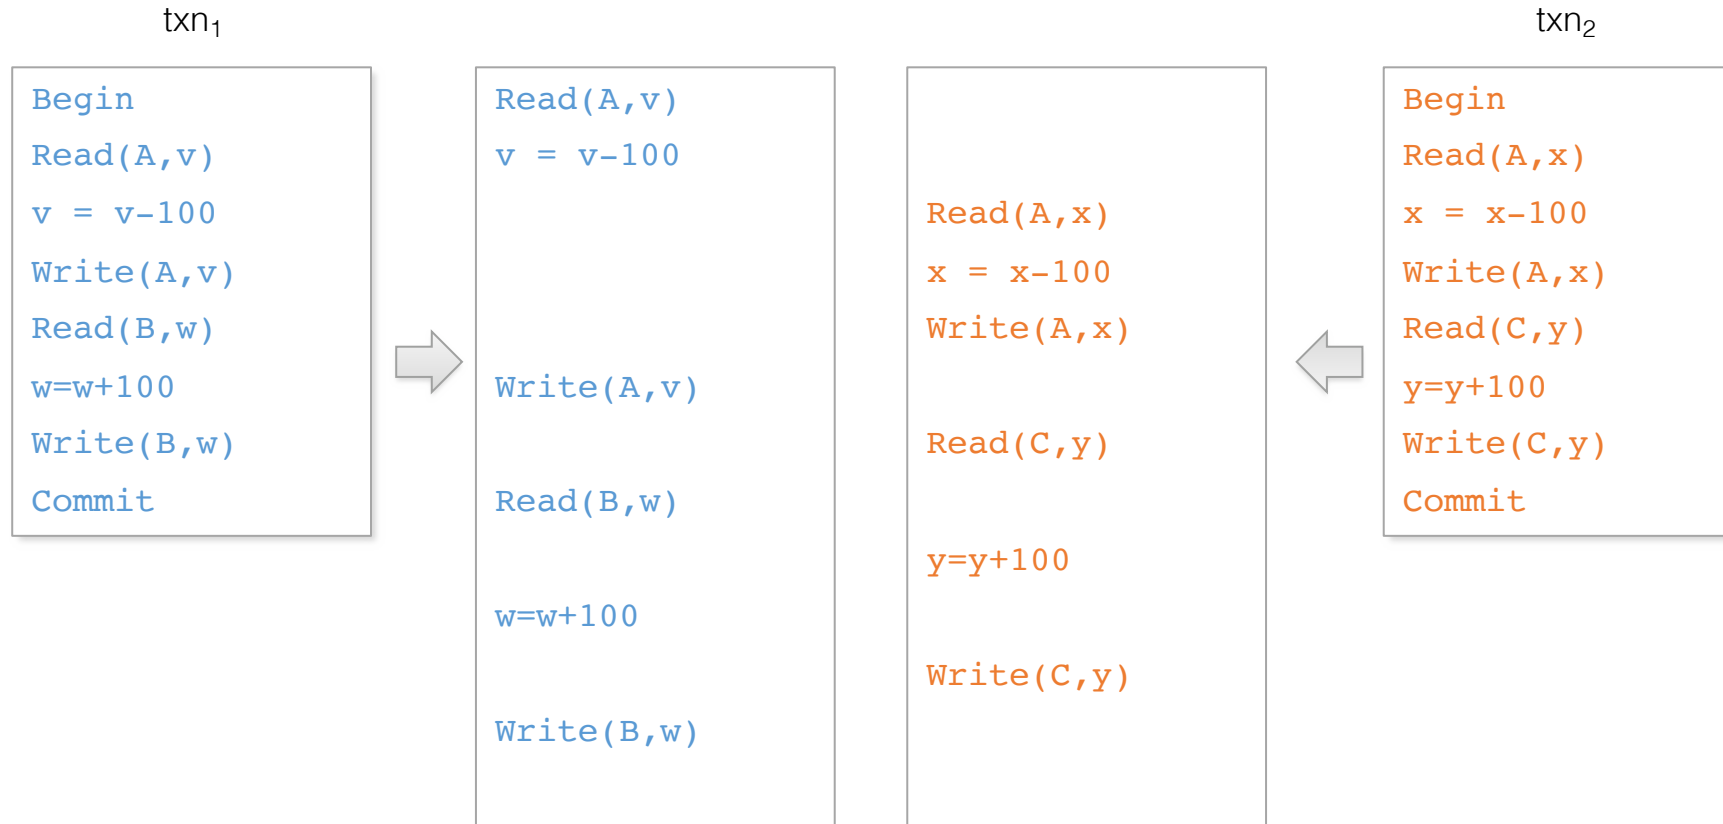 txn₁
Begin
Read(A,v)
v = v-100
Write(A,v)
Read(B,w)
w=w+100
Write(B,w)
Commit
Read(A,v)
v = v-100
Write(A,v)
Read(B,w)
w=w+100
Write(B,w)
Read(A,x)
x = x-100
Write(A,x)
Read(C,y)
y=y+100
Write(C,y)
txn₂
Begin
Read(A,x)
x = x-100
Write(A,x)
Read(C,y)
y=y+100
Write(C,y)
Commit